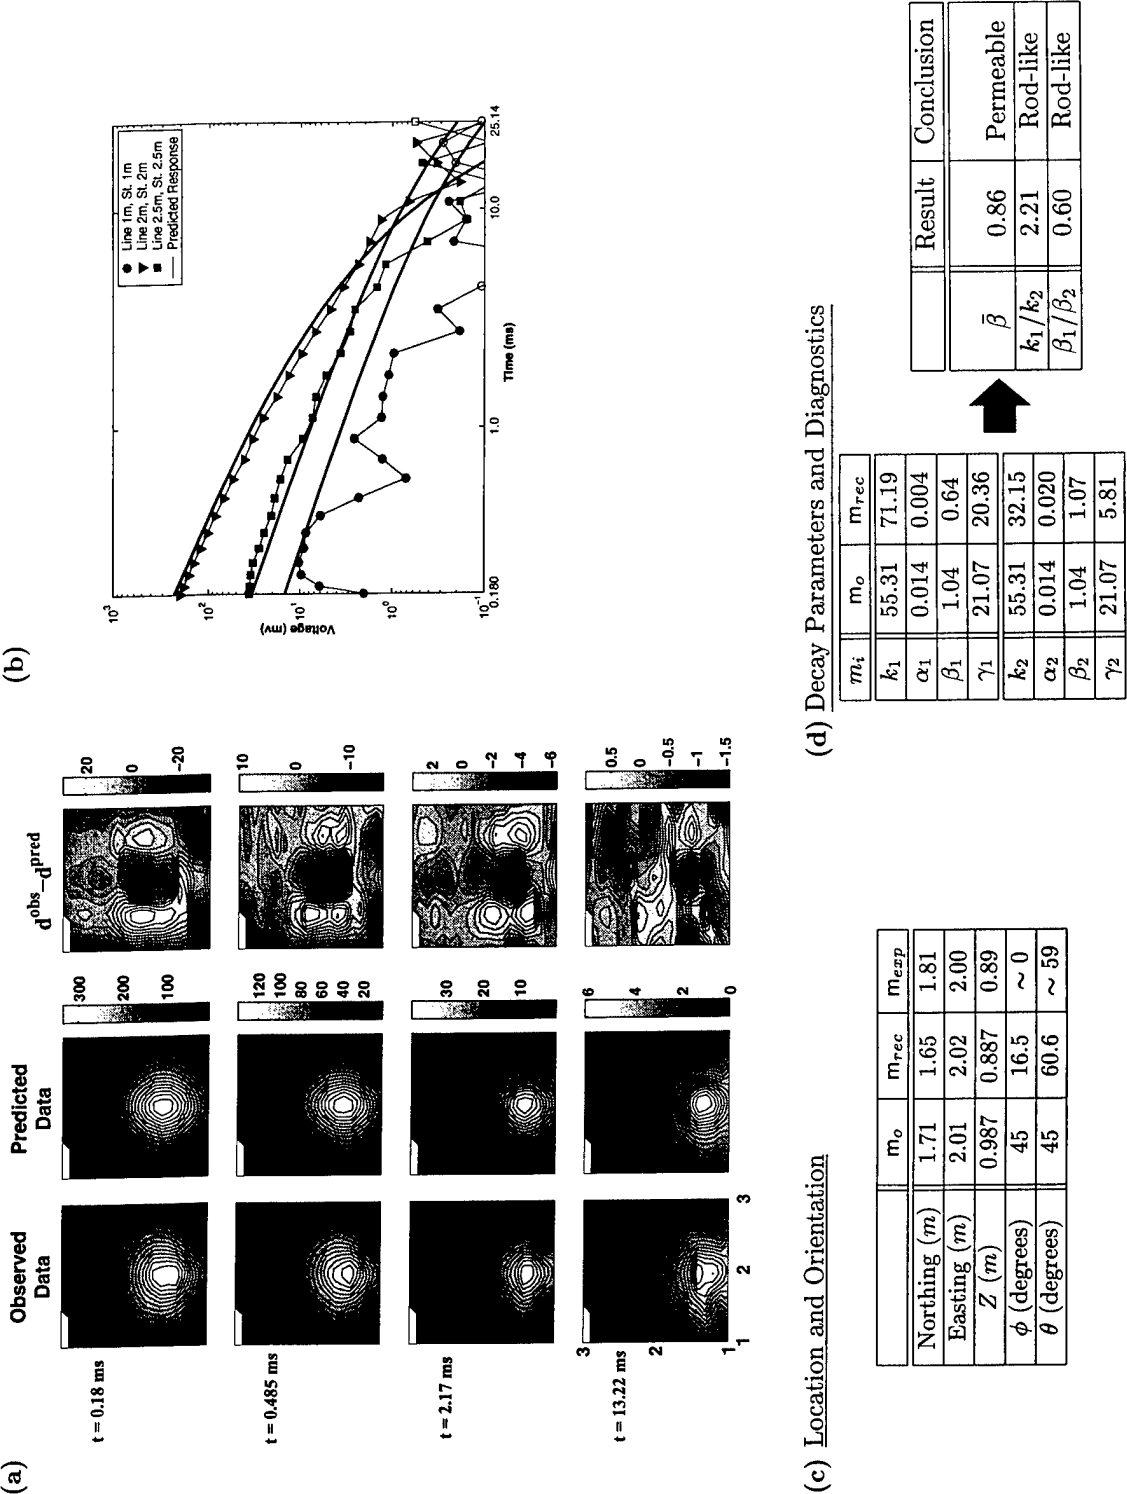 (a)
Observed
Data
Predicted
Data
d^obs−d^pred
t = 0.18 ms
300
200
100
20
0
−20
t = 0.485 ms
120
100
80
60
40
20
10
0
−10
t = 2.17 ms
30
20
10
2
0
−2
−4
−6
t = 13.22 ms
3
2
1
1
2
3
6
4
2
0
0.5
0
−0.5
−1
−1.5
(b)
Voltage (mv)
10^3
10^2
10^1
10^0
10^-1
0.180
1.0
10.0
25.14
Time (ms)
Line 1m, St. 1m
Line 2m, St. 2m
Line 2.5m, St. 2.5m
Predicted Response
(c) Location and Orientation
m_o m_rec m_exp
Northing (m) 1.71 1.65 1.81
Easting (m) 2.01 2.02 2.00
Z (m) 0.987 0.887 0.89
ϕ (degrees) 45 16.5 ~ 0
θ (degrees) 45 60.6 ~ 59
(d) Decay Parameters and Diagnostics
m_i m_o m_rec
k_1 55.31 71.19
α_1 0.014 0.004
β_1 1.04 0.64
γ_1 21.07 20.36
k_2 55.31 32.15
α_2 0.014 0.020
β_2 1.04 1.07
γ_2 21.07 5.81
Result Conclusion
β̄ 0.86 Permeable
k_1/k_2 2.21 Rod-like
β_1/β_2 0.60 Rod-like